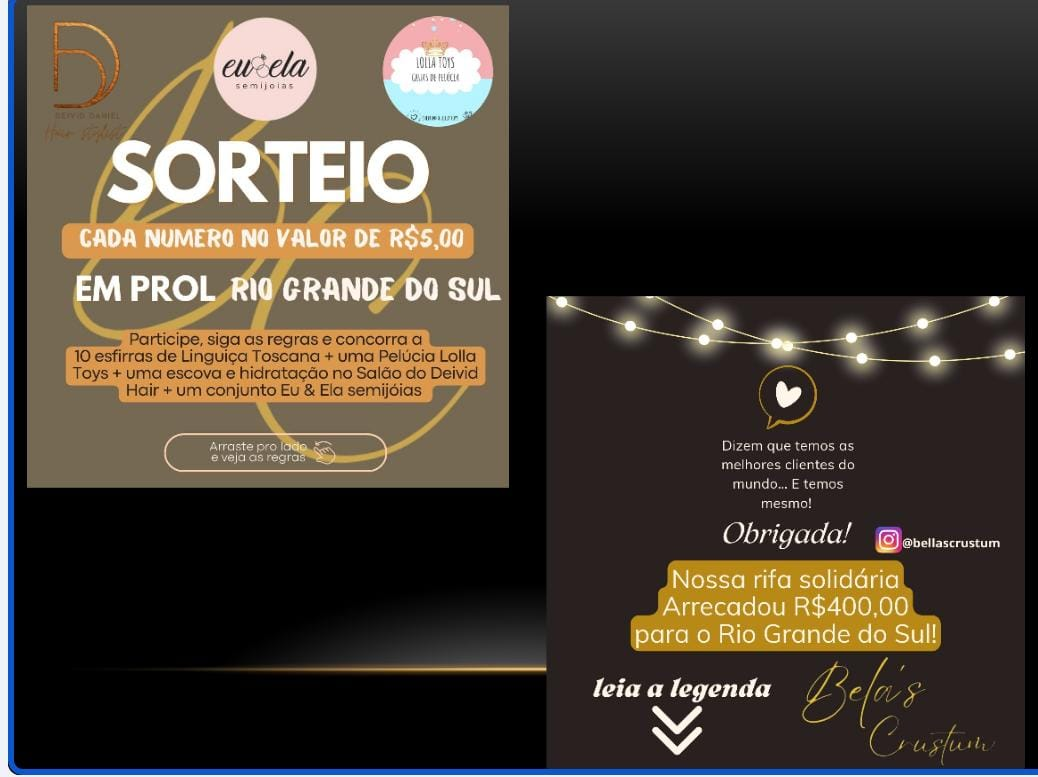 DEIVID DANIEL
Hair stylist
eu&ela
semijoias
LOLLA TOYS
CESTAS DE PELÚCIA
SORTEIO
CADA NUMERO NO VALOR DE R$5,00
EM PROL RIO GRANDE DO SUL
Participe, siga as regras e concorra a
10 esfirras de Linguiça Toscana + uma Pelúcia Lolla
Toys + uma escova e hidratação no Salão do Deivid
Hair + um conjunto Eu & Ela semijóias
Arraste pro lado
e veja as regras
Dizem que temos as
melhores clientes do
mundo... E temos
mesmo!
Obrigada!
@bellascrustum
Nossa rifa solidária
Arrecadou R$400,00
para o Rio Grande do Sul!
leia a legenda
Bela's
Crustum